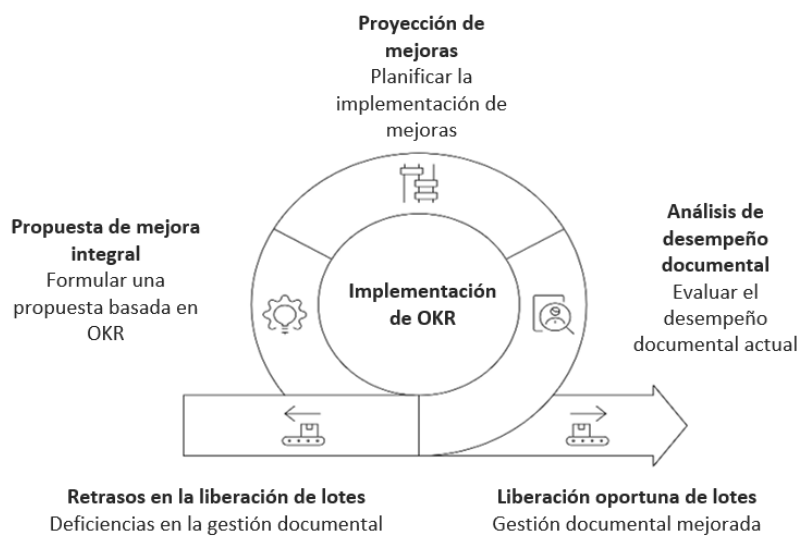 Proyección de
mejoras
Planificar la
implementación de
mejoras
Propuesta de mejora
integral
Formular una
propuesta basada en
OKR
Implementación
de OKR
Análisis de
desempeño
documental
Evaluar el
desempeño
documental actual
Retrasos en la liberación de lotes
Deficiencias en la gestión documental
Liberación oportuna de lotes
Gestión documental mejorada